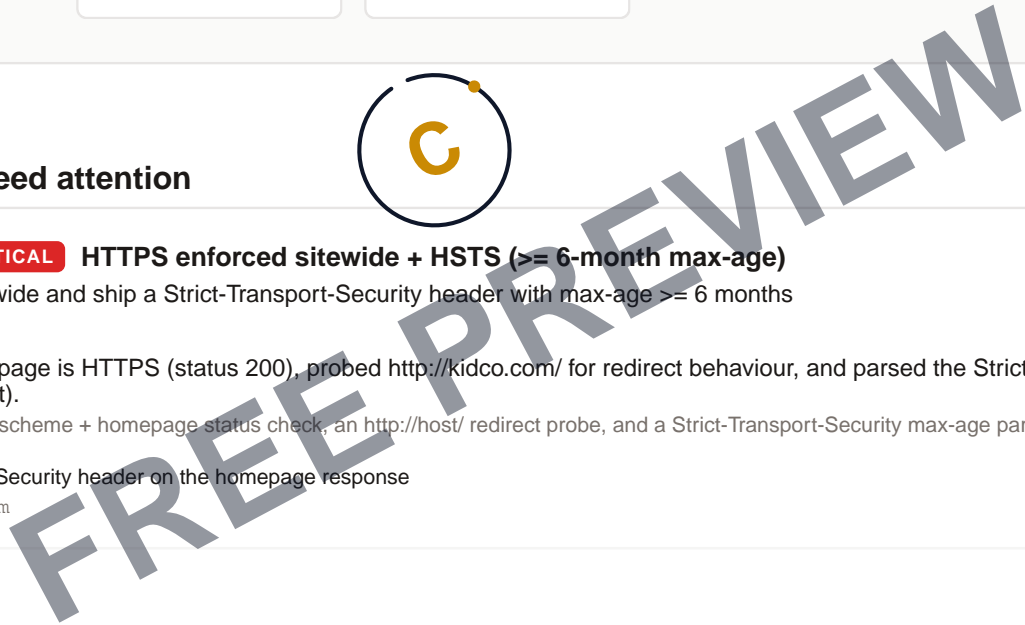 C
eed attention
TICAL HTTPS enforced sitewide + HSTS (>= 6-month max-age)
wide and ship a Strict-Transport-Security header with max-age >= 6 months
page is HTTPS (status 200), probed http://kidco.com/ for redirect behaviour, and parsed the Strict
t).
scheme + homepage status check, an http://host/ redirect probe, and a Strict-Transport-Security max-age par
Security header on the homepage response
m
FREE PREVIEW